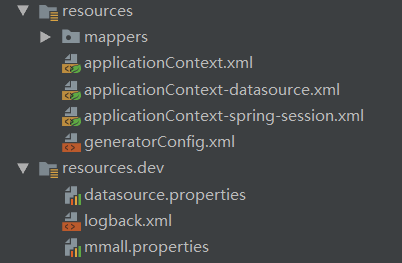 resources
mappers
applicationContext.xml
applicationContext-datasource.xml
applicationContext-spring-session.xml
generatorConfig.xml
resources.dev
datasource.properties
logback.xml
mmall.properties